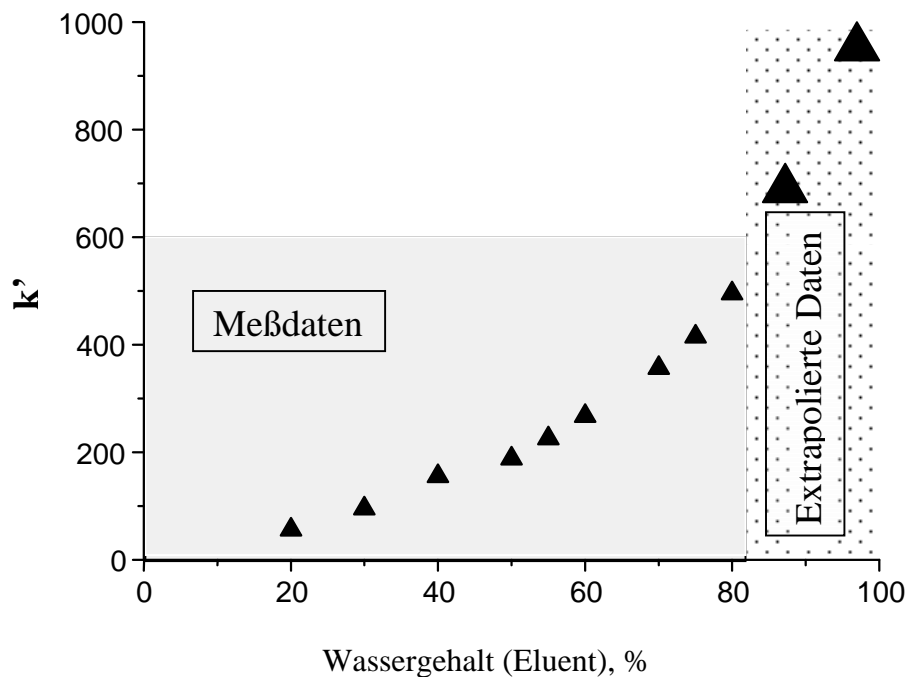 1000
800
600
400
200
0
k’
Meßdaten
Extrapolierte Daten
0 20 40 60 80 100
Wassergehalt (Eluent), %